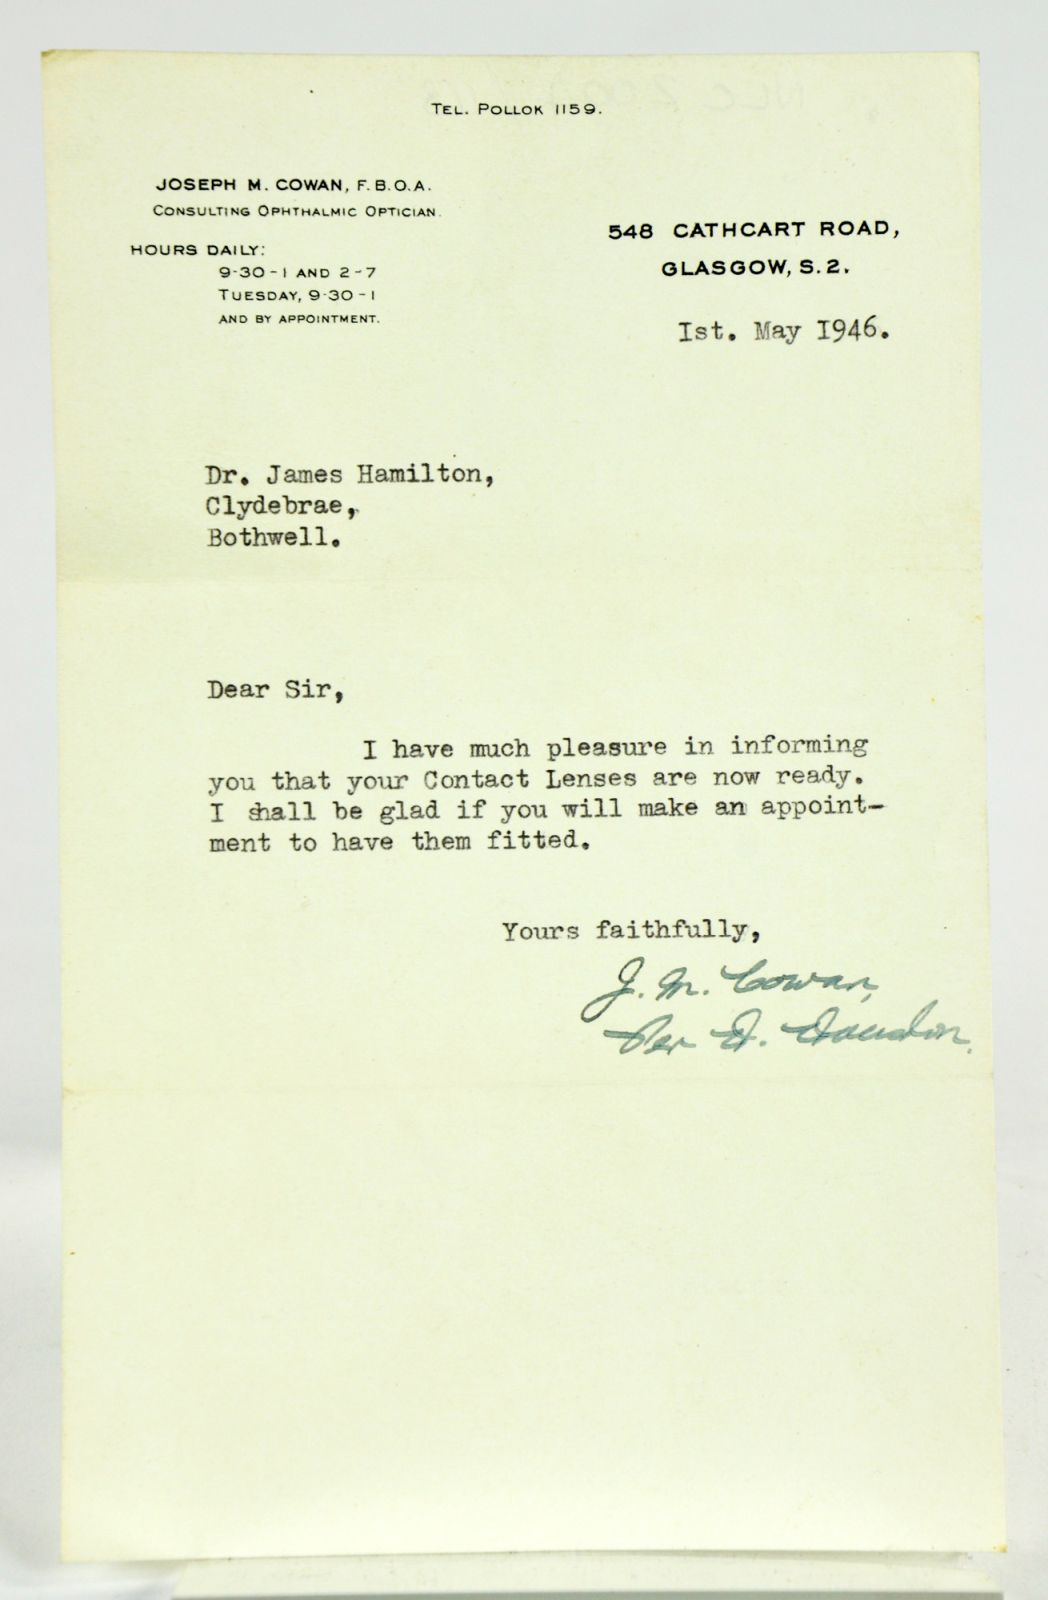 TEL. POLLOK 1159.
JOSEPH M. COWAN, F.B.O.A.
CONSULTING OPHTHALMIC OPTICIAN.
HOURS DAILY:
9-30-1 AND 2-7
TUESDAY, 9-30-1
AND BY APPOINTMENT.
548 CATHCART ROAD,
GLASGOW, S.2.
1st. May 1946.
Dr. James Hamilton,
Clydebrae,
Bothwell.
Dear Sir,
I have much pleasure in informing
you that your Contact Lenses are now ready.
I shall be glad if you will make an appoint-
ment to have them fitted.
Yours faithfully,
J. M. Cowan,
Per D.